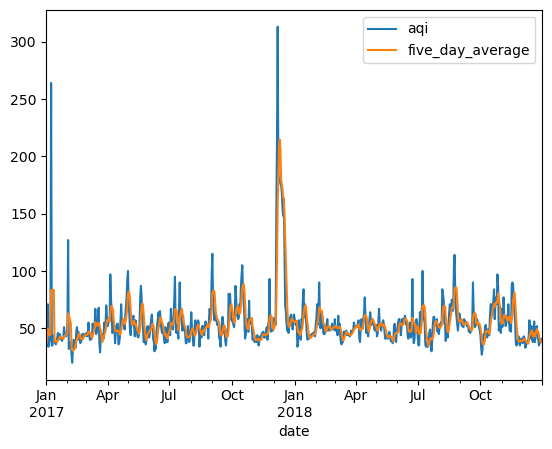 aqi
five_day_average
300
250
200
150
100
50
Jan
2017
Apr
Jul
Oct
Jan
2018
Apr
Jul
Oct
date